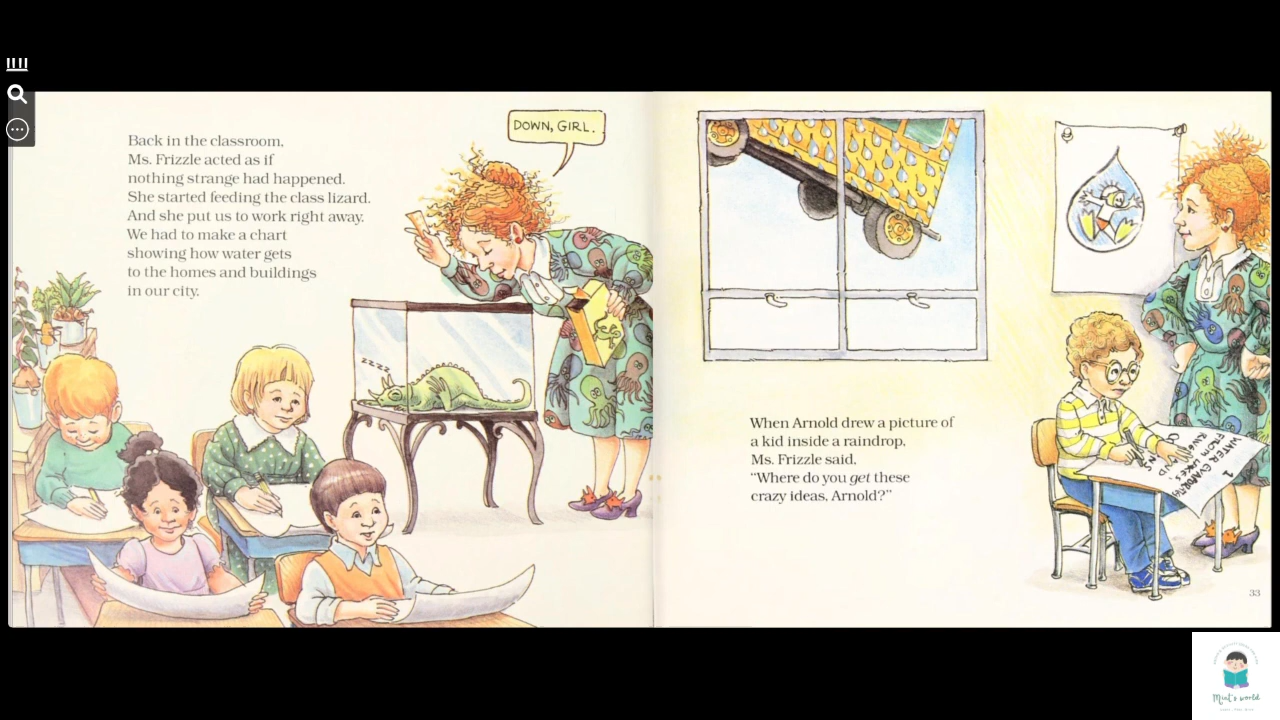 Back in the classroom,
Ms. Frizzle acted as if
nothing strange had happened.
She started feeding the class lizard.
And she put us to work right away.
We had to make a chart
showing how water gets
to the homes and buildings
in our city.
DOWN, GIRL.
zzzz
When Arnold drew a picture of
a kid inside a raindrop,
Ms. Frizzle said,
“Where do you get these
crazy ideas, Arnold?”
1
WATER EVAPORATES
FROM LAKES,
33
Mint's world